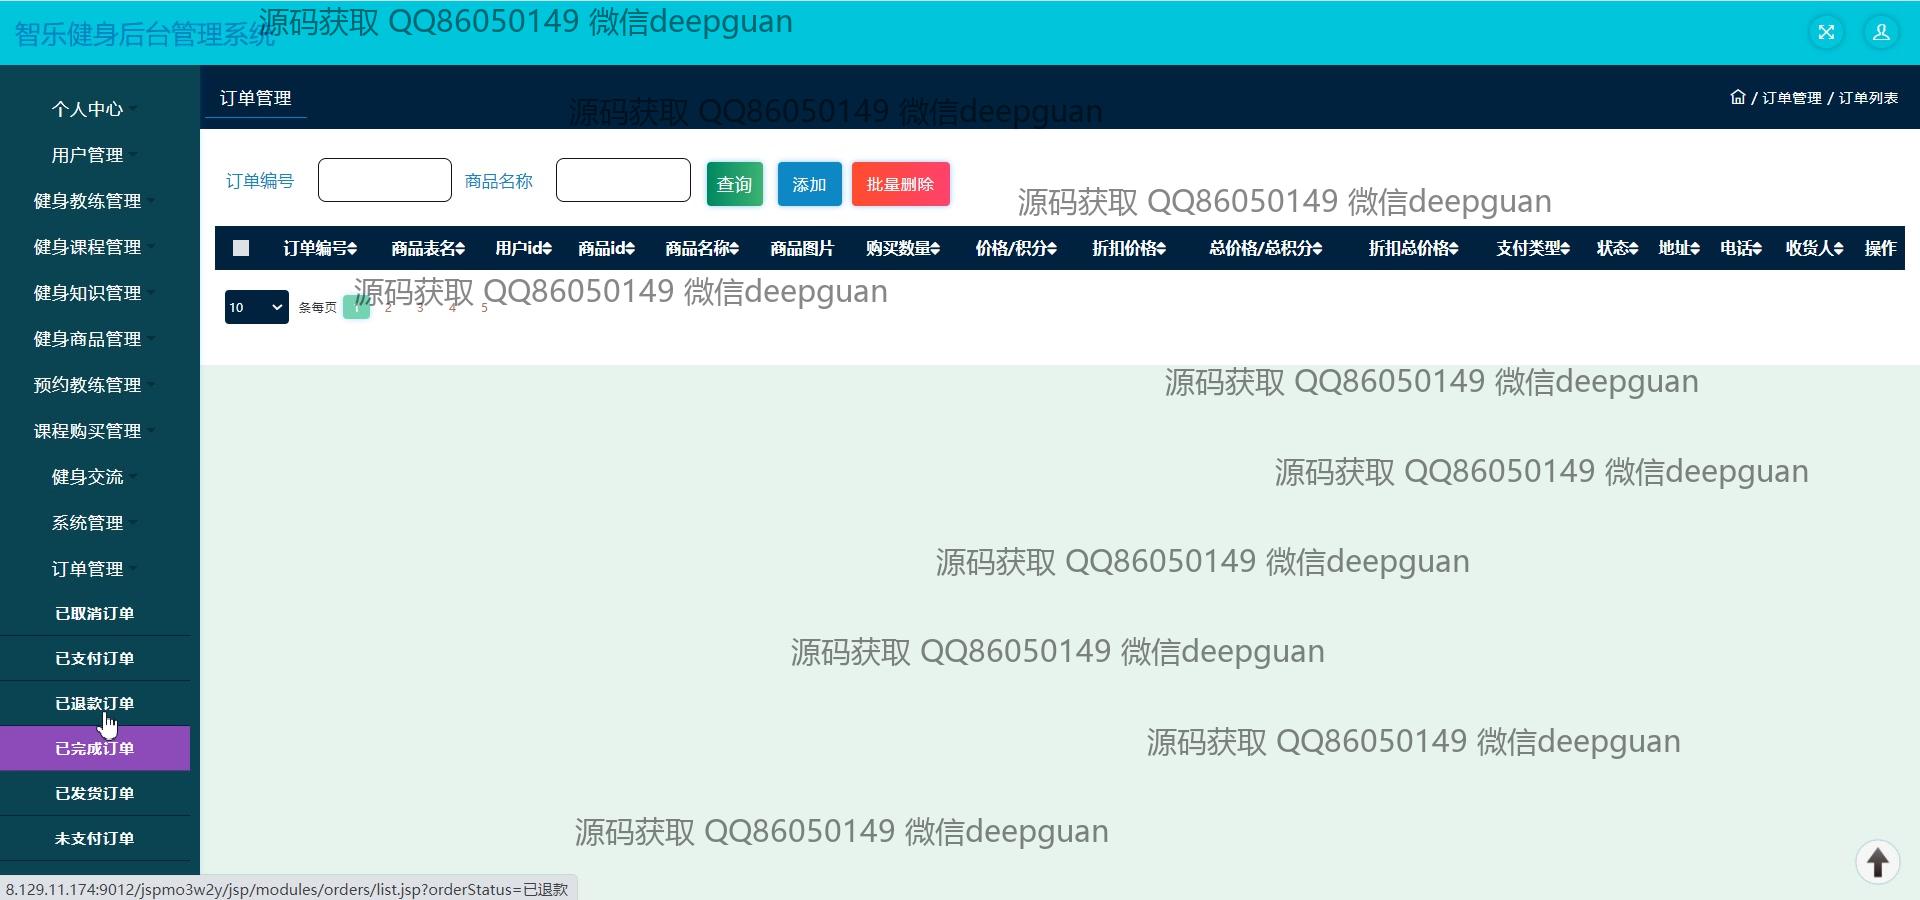 智乐健身后台管理系统
源码获取 QQ86050149 微信deepguan
个人中心
用户管理
健身教练管理
健身课程管理
健身知识管理
健身商品管理
预约教练管理
课程购买管理
健身交流
系统管理
订单管理
已取消订单
已支付订单
已退款订单
已完成订单
已发货订单
未支付订单
订单管理
源码获取 QQ86050149 微信deepguan
/ 订单管理 / 订单列表
订单编号 商品名称 查询 添加 批量删除
源码获取 QQ86050149 微信deepguan
订单编号 商品表名 用户id 商品id 商品名称 商品图片 购买数量 价格/积分 折扣价格 总价格/总积分 折扣总价格 支付类型 状态 地址 电话 收货人 操作
源码获取 QQ86050149 微信deepguan
10 条每页 1 2 3 4 5
源码获取 QQ86050149 微信deepguan
源码获取 QQ86050149 微信deepguan
源码获取 QQ86050149 微信deepguan
源码获取 QQ86050149 微信deepguan
源码获取 QQ86050149 微信deepguan
源码获取 QQ86050149 微信deepguan
8.129.11.174:9012/jspmo3w2y/jsp/modules/orders/list.jsp?orderStatus=已退款